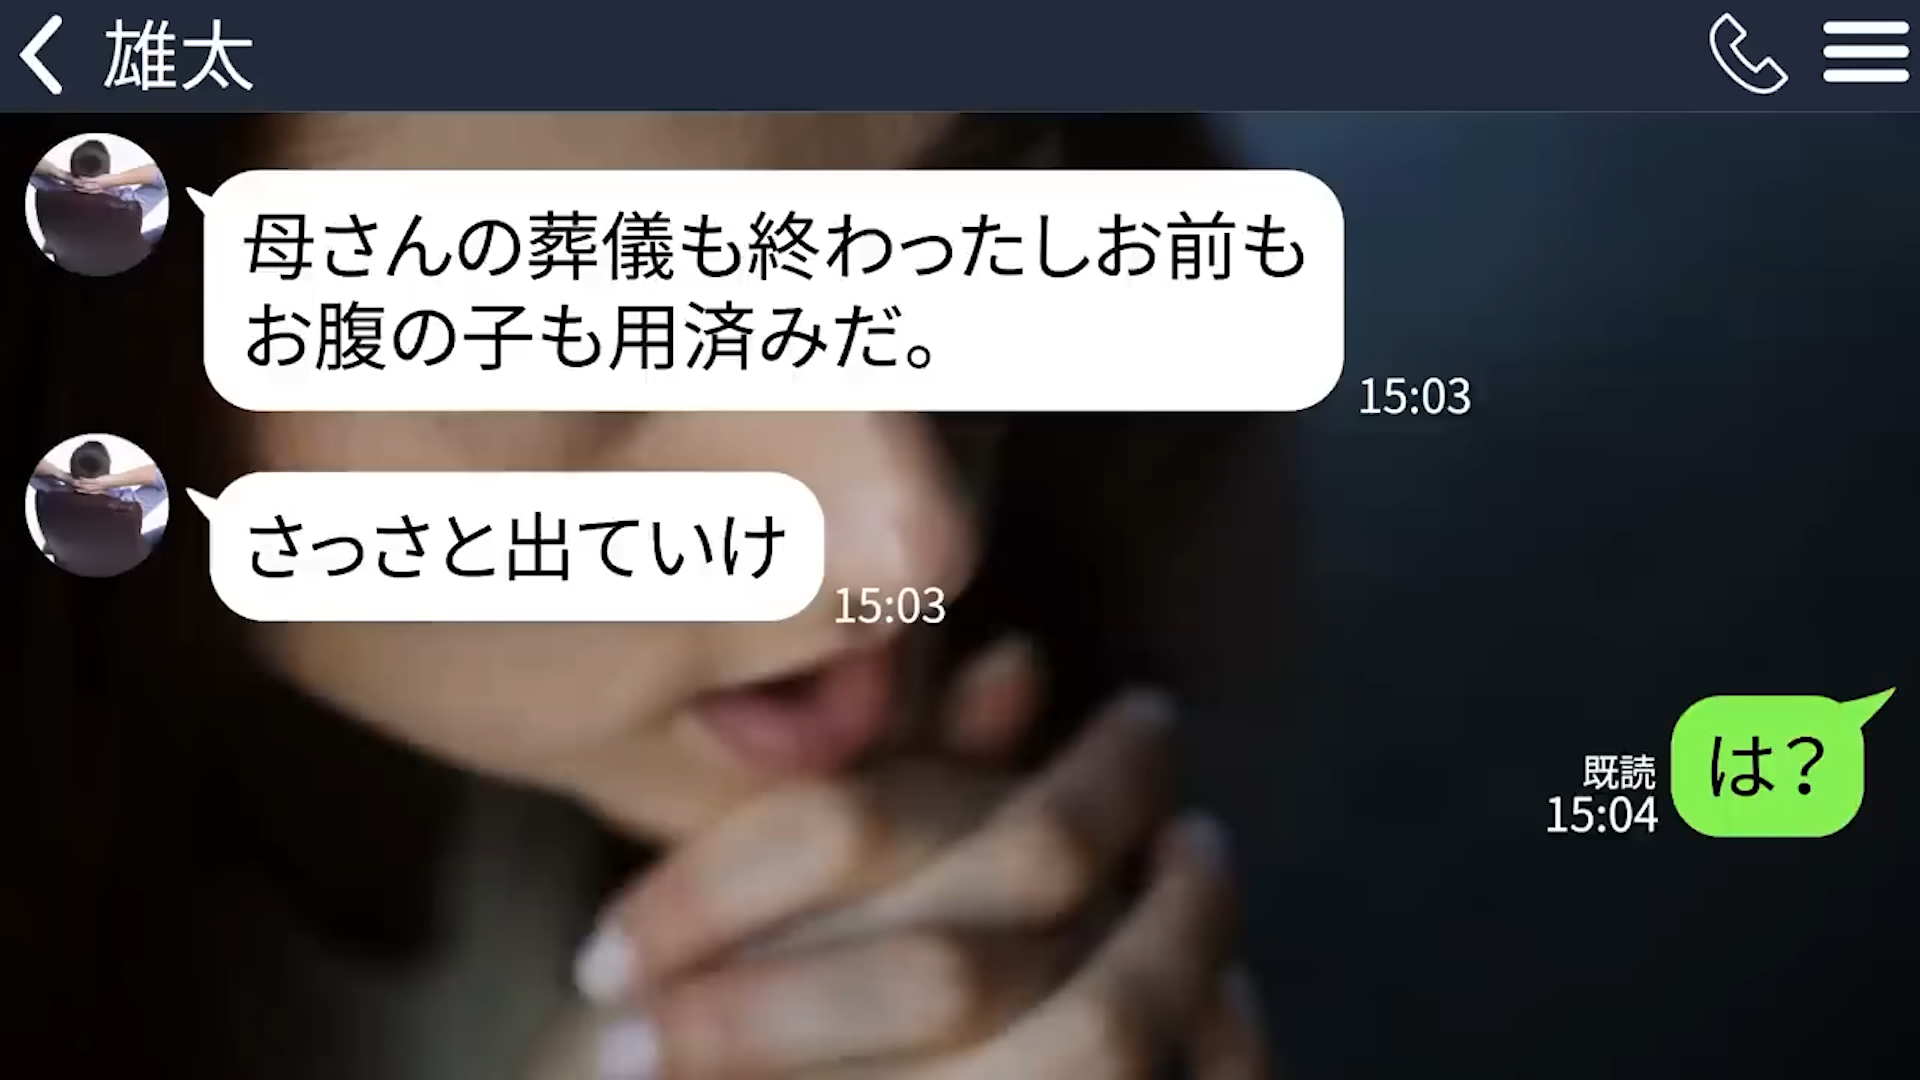 雄太
母さんの葬儀も終わったしお前も
お腹の子も用済みだ。
15:03
さっさと出ていけ
15:03
は？
既読
15:04